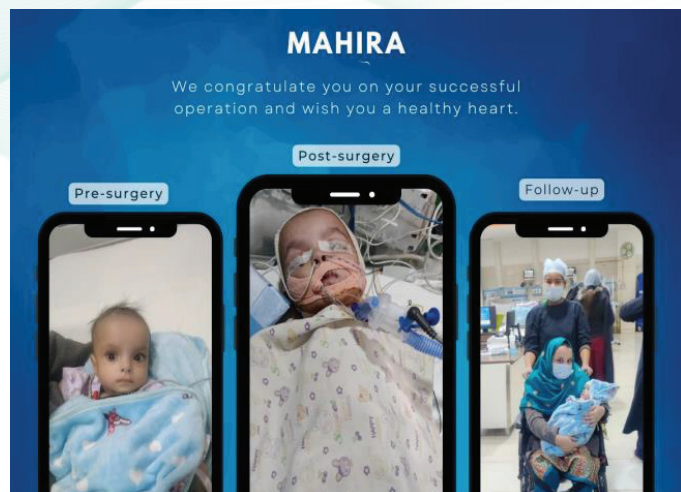 MAHIRA
We congratulate you on your successful
operation and wish you a healthy heart.
Post-surgery
Pre-surgery
Follow-up